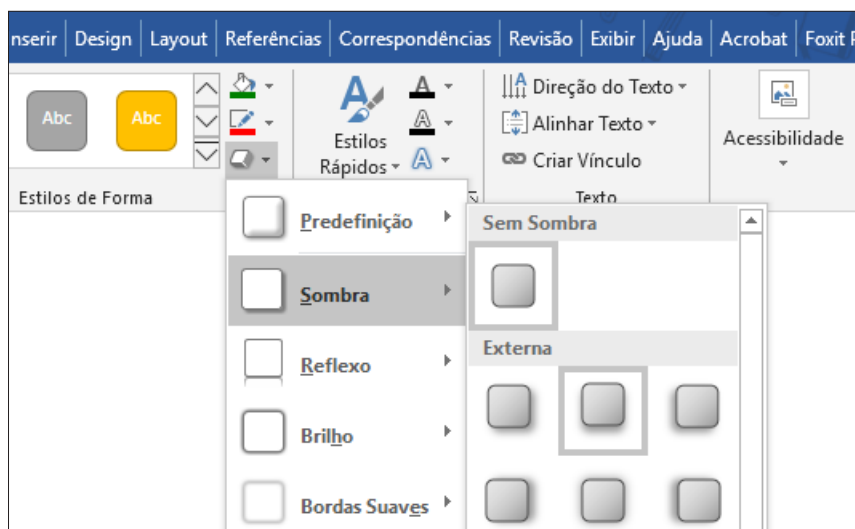 nserir Design Layout Referências Correspondências Revisão Exibir Ajuda Acrobat Foxit P
Abc Abc
Estilos
Rápidos
Direção do Texto
Alinhar Texto
Criar Vínculo
Acessibilidade
Estilos de Forma
Texto
Predefinição
Sombra
Reflexo
Brilho
Bordas Suaves
Sem Sombra
Externa